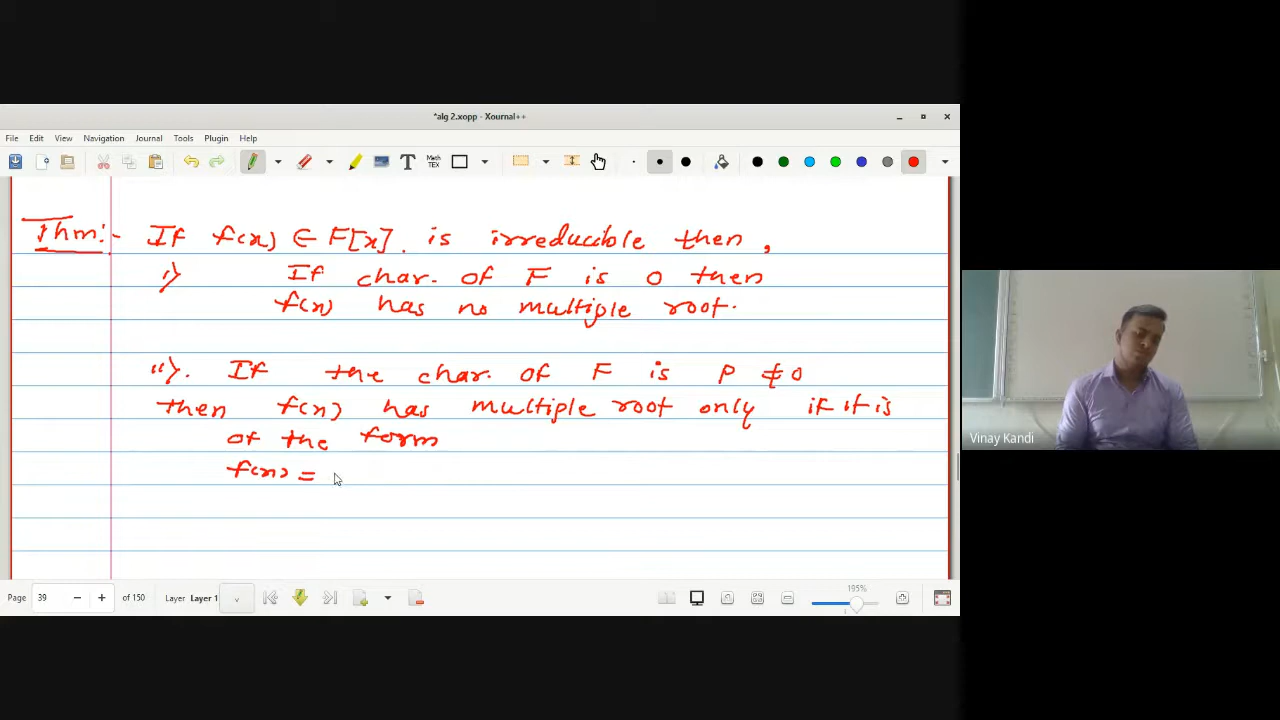 *alg 2.xopp - Xournal++
File Edit View Navigation Journal Tools Plugin Help
Thm:- If f(x) ∈ F[x]. is irreducible then,
i) If char. of F is 0 then
f(x) has no multiple root.
ii). If the char. of F is p ≠ 0
then f(x) has multiple root only if it is
of the form
f(x) =
Vinay Kandi
Page 39 of 150 Layer Layer 1 195%